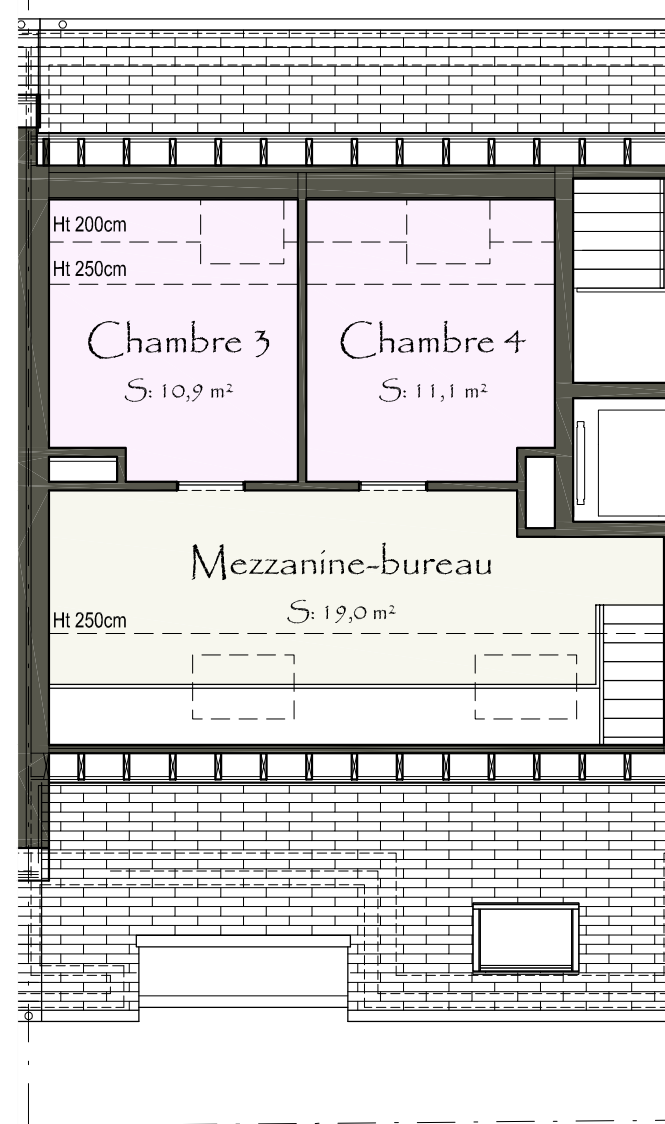 Ht 200cm
Ht 250cm
Chambre 3
S: 10,9 m²
Chambre 4
S: 11,1 m²
Mezzanine-bureau
S: 19,0 m²
Ht 250cm